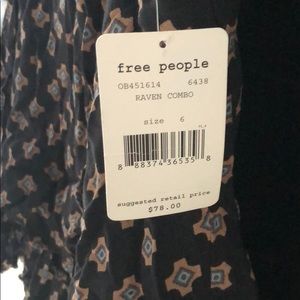 free people
OB451614 6438
RAVEN COMBO
size 6
8 88374 36535 8
suggested retail price
$78.00